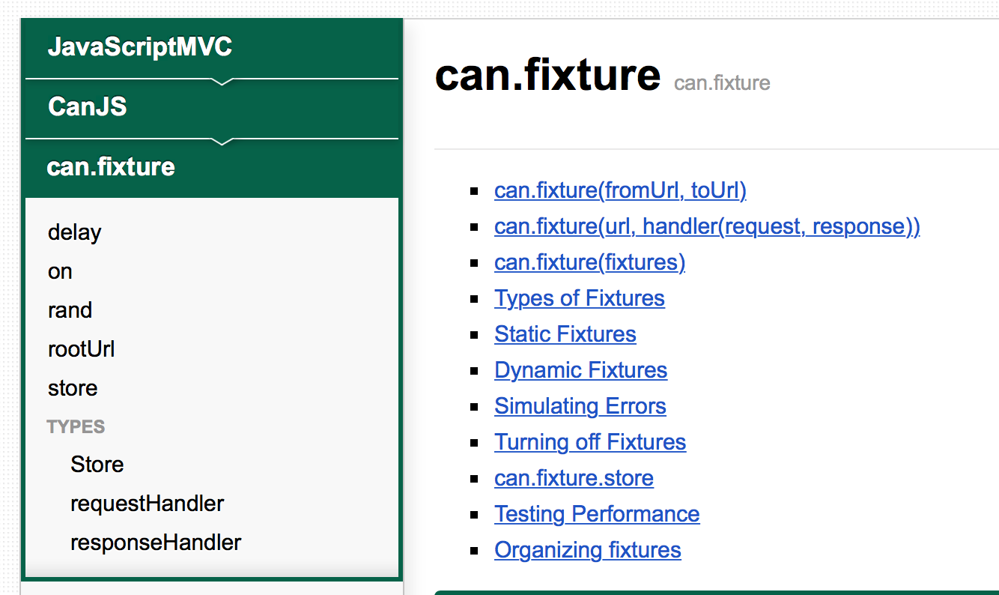 JavaScriptMVC
CanJS
can.fixture
delay
on
rand
rootUrl
store
TYPES
Store
requestHandler
responseHandler
can.fixture can.fixture
can.fixture(fromUrl, toUrl)
can.fixture(url, handler(request, response))
can.fixture(fixtures)
Types of Fixtures
Static Fixtures
Dynamic Fixtures
Simulating Errors
Turning off Fixtures
can.fixture.store
Testing Performance
Organizing fixtures